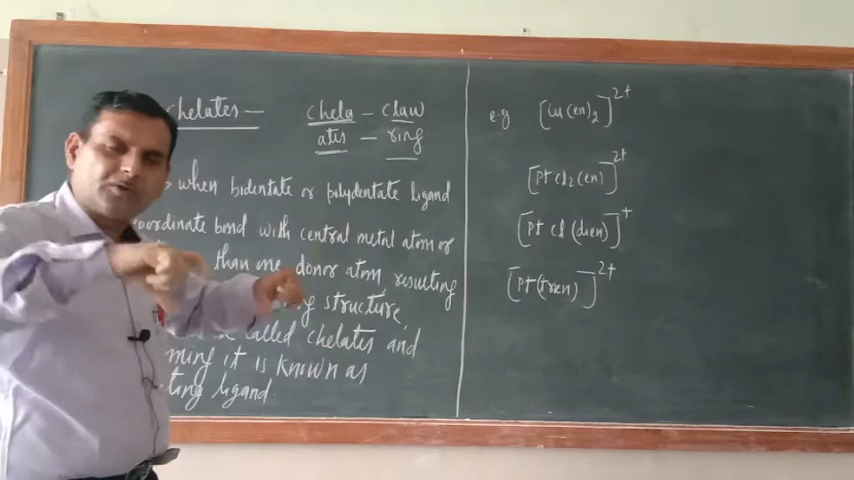 chelates —
chela — claw
ates — ring
when bidentate or polydentate ligand
coordinate bond with central metal atom or
than one donor atom, resulting
structure,
called chelates and
it is known as
ligand
e.g [Cu(en)2]2+
[Pt Cl2(en)]2+
[Pt Cl (dien)]+
[Pt(tren)]2+